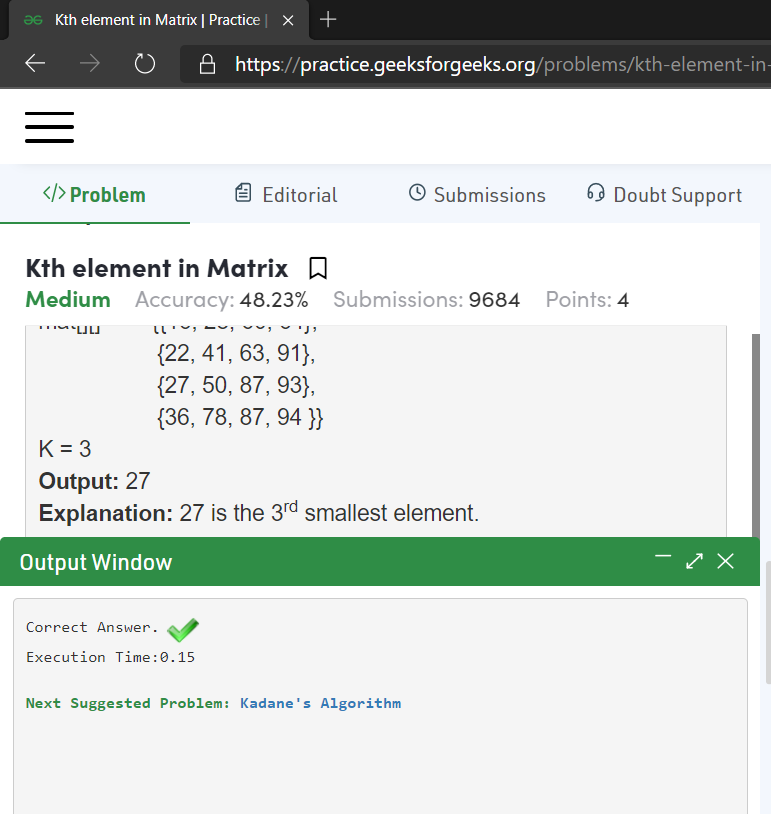 Kth element in Matrix | Practice |
https://practice.geeksforgeeks.org/problems/kth-element-in-
</> Problem
Editorial
Submissions
Doubt Support
Kth element in Matrix
Medium Accuracy: 48.23% Submissions: 9684 Points: 4
{22, 41, 63, 91},
{27, 50, 87, 93},
{36, 78, 87, 94 }}
K = 3
Output: 27
Explanation: 27 is the 3rd smallest element.
Output Window
Correct Answer.
Execution Time:0.15
Next Suggested Problem: Kadane's Algorithm